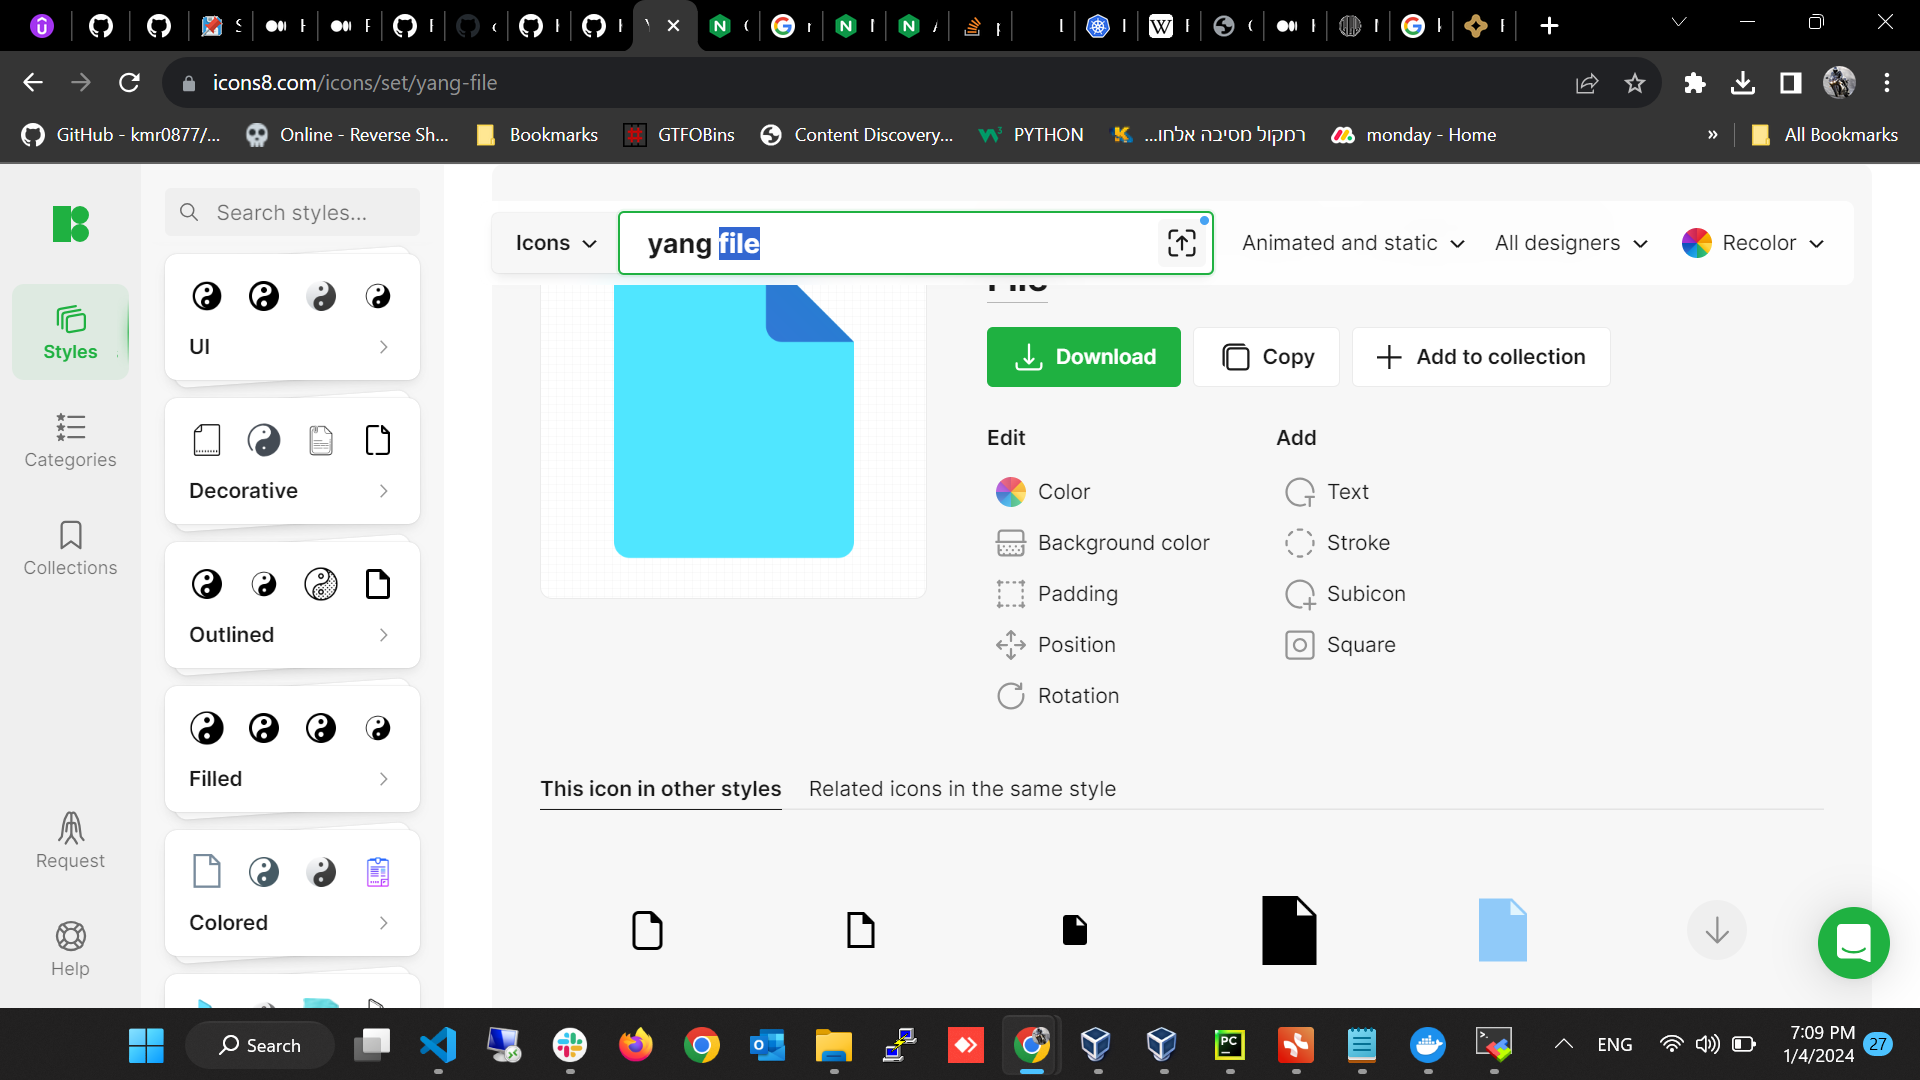 icons8.com/icons/set/yang-file
GitHub - kmr0877/...
Online - Reverse Sh...
Bookmarks
GTFOBins
Content Discovery...
PYTHON
רמקול מסיבה אלחו...
monday - Home
»
All Bookmarks
Search styles...
Icons
yang file
Animated and static
All designers
Recolor
File
Download
Copy
Add to collection
Styles
Categories
Collections
Request
Help
UI
Decorative
Outlined
Filled
Colored
Edit
Color
Background color
Padding
Position
Rotation
Add
Text
Stroke
Subicon
Square
This icon in other styles
Related icons in the same style
Search
ENG
7:09 PM
1/4/2024
27